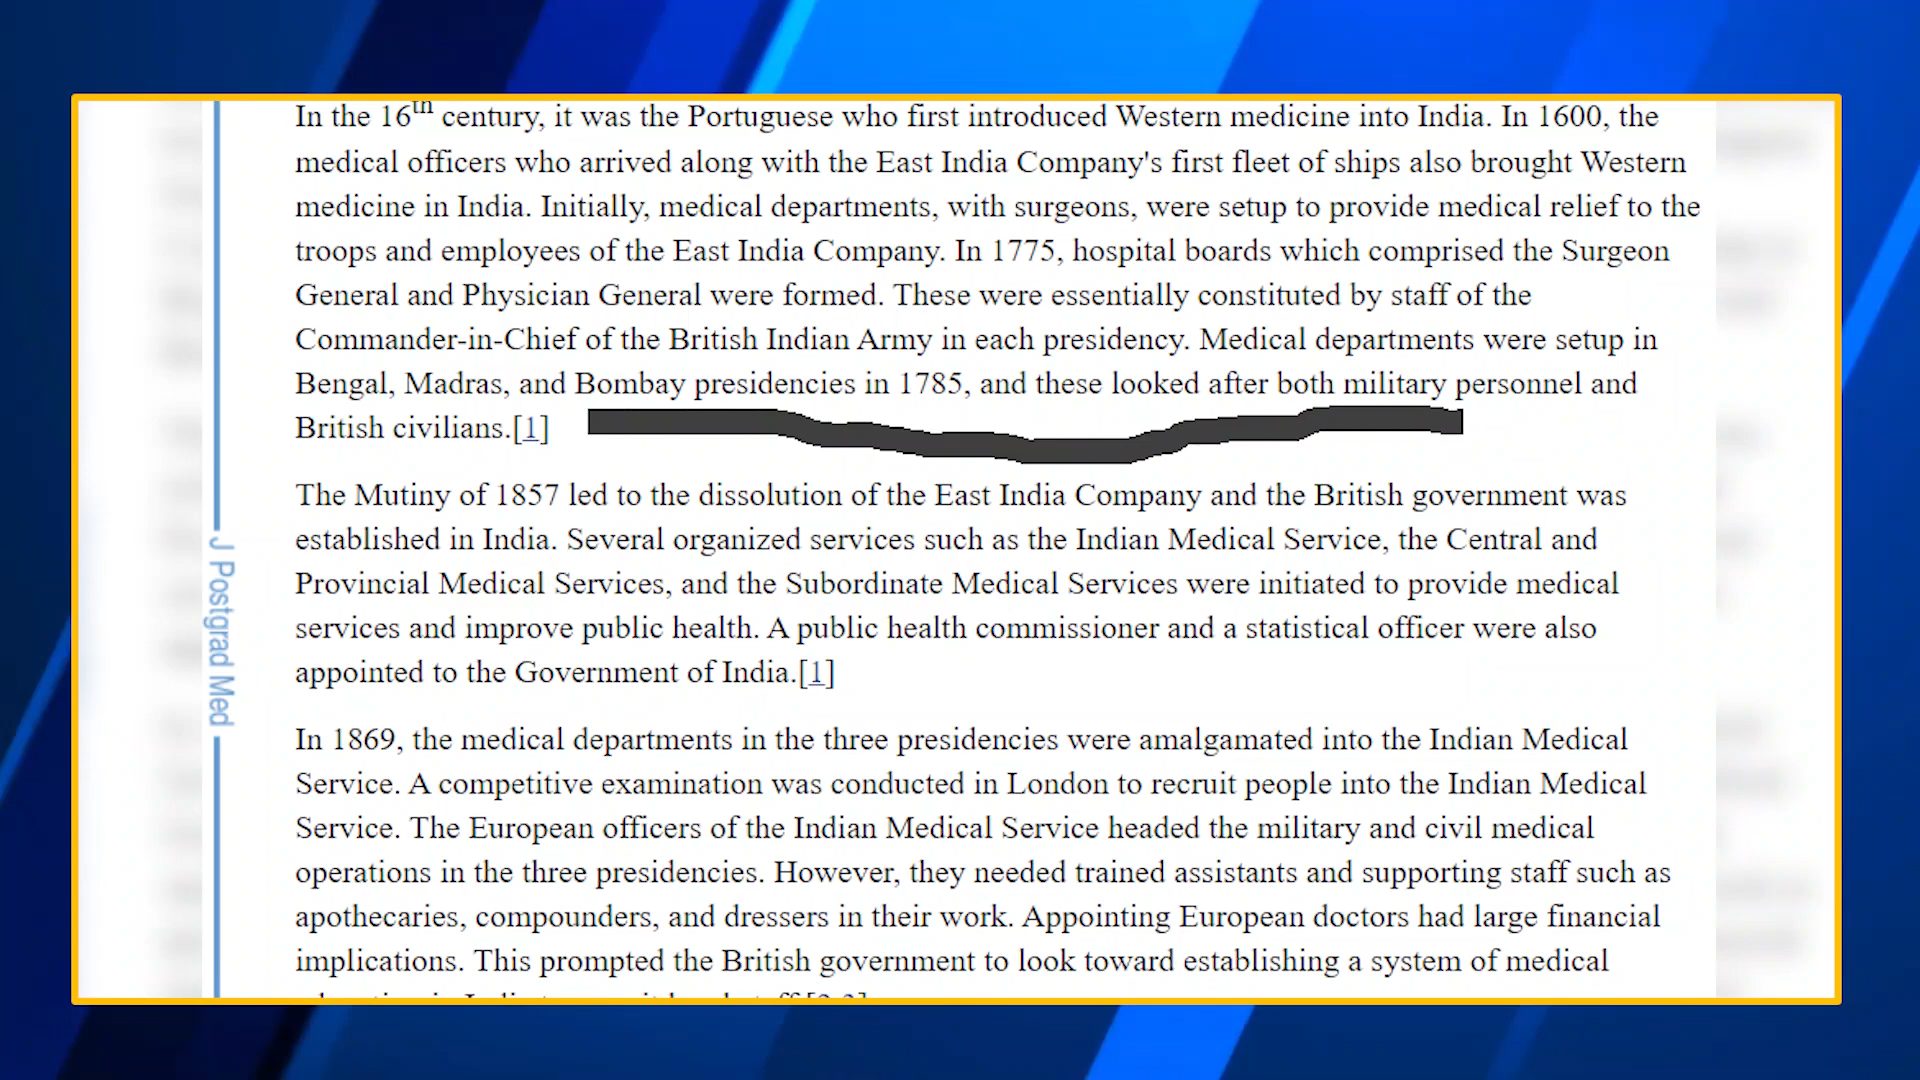 In the 16th century, it was the Portuguese who first introduced Western medicine into India. In 1600, the
medical officers who arrived along with the East India Company's first fleet of ships also brought Western
medicine in India. Initially, medical departments, with surgeons, were setup to provide medical relief to the
troops and employees of the East India Company. In 1775, hospital boards which comprised the Surgeon
General and Physician General were formed. These were essentially constituted by staff of the
Commander-in-Chief of the British Indian Army in each presidency. Medical departments were setup in
Bengal, Madras, and Bombay presidencies in 1785, and these looked after both military personnel and
British civilians.[1]
The Mutiny of 1857 led to the dissolution of the East India Company and the British government was
established in India. Several organized services such as the Indian Medical Service, the Central and
Provincial Medical Services, and the Subordinate Medical Services were initiated to provide medical
services and improve public health. A public health commissioner and a statistical officer were also
appointed to the Government of India.[1]
In 1869, the medical departments in the three presidencies were amalgamated into the Indian Medical
Service. A competitive examination was conducted in London to recruit people into the Indian Medical
Service. The European officers of the Indian Medical Service headed the military and civil medical
operations in the three presidencies. However, they needed trained assistants and supporting staff such as
apothecaries, compounders, and dressers in their work. Appointing European doctors had large financial
implications. This prompted the British government to look toward establishing a system of medical
J Postgrad Med